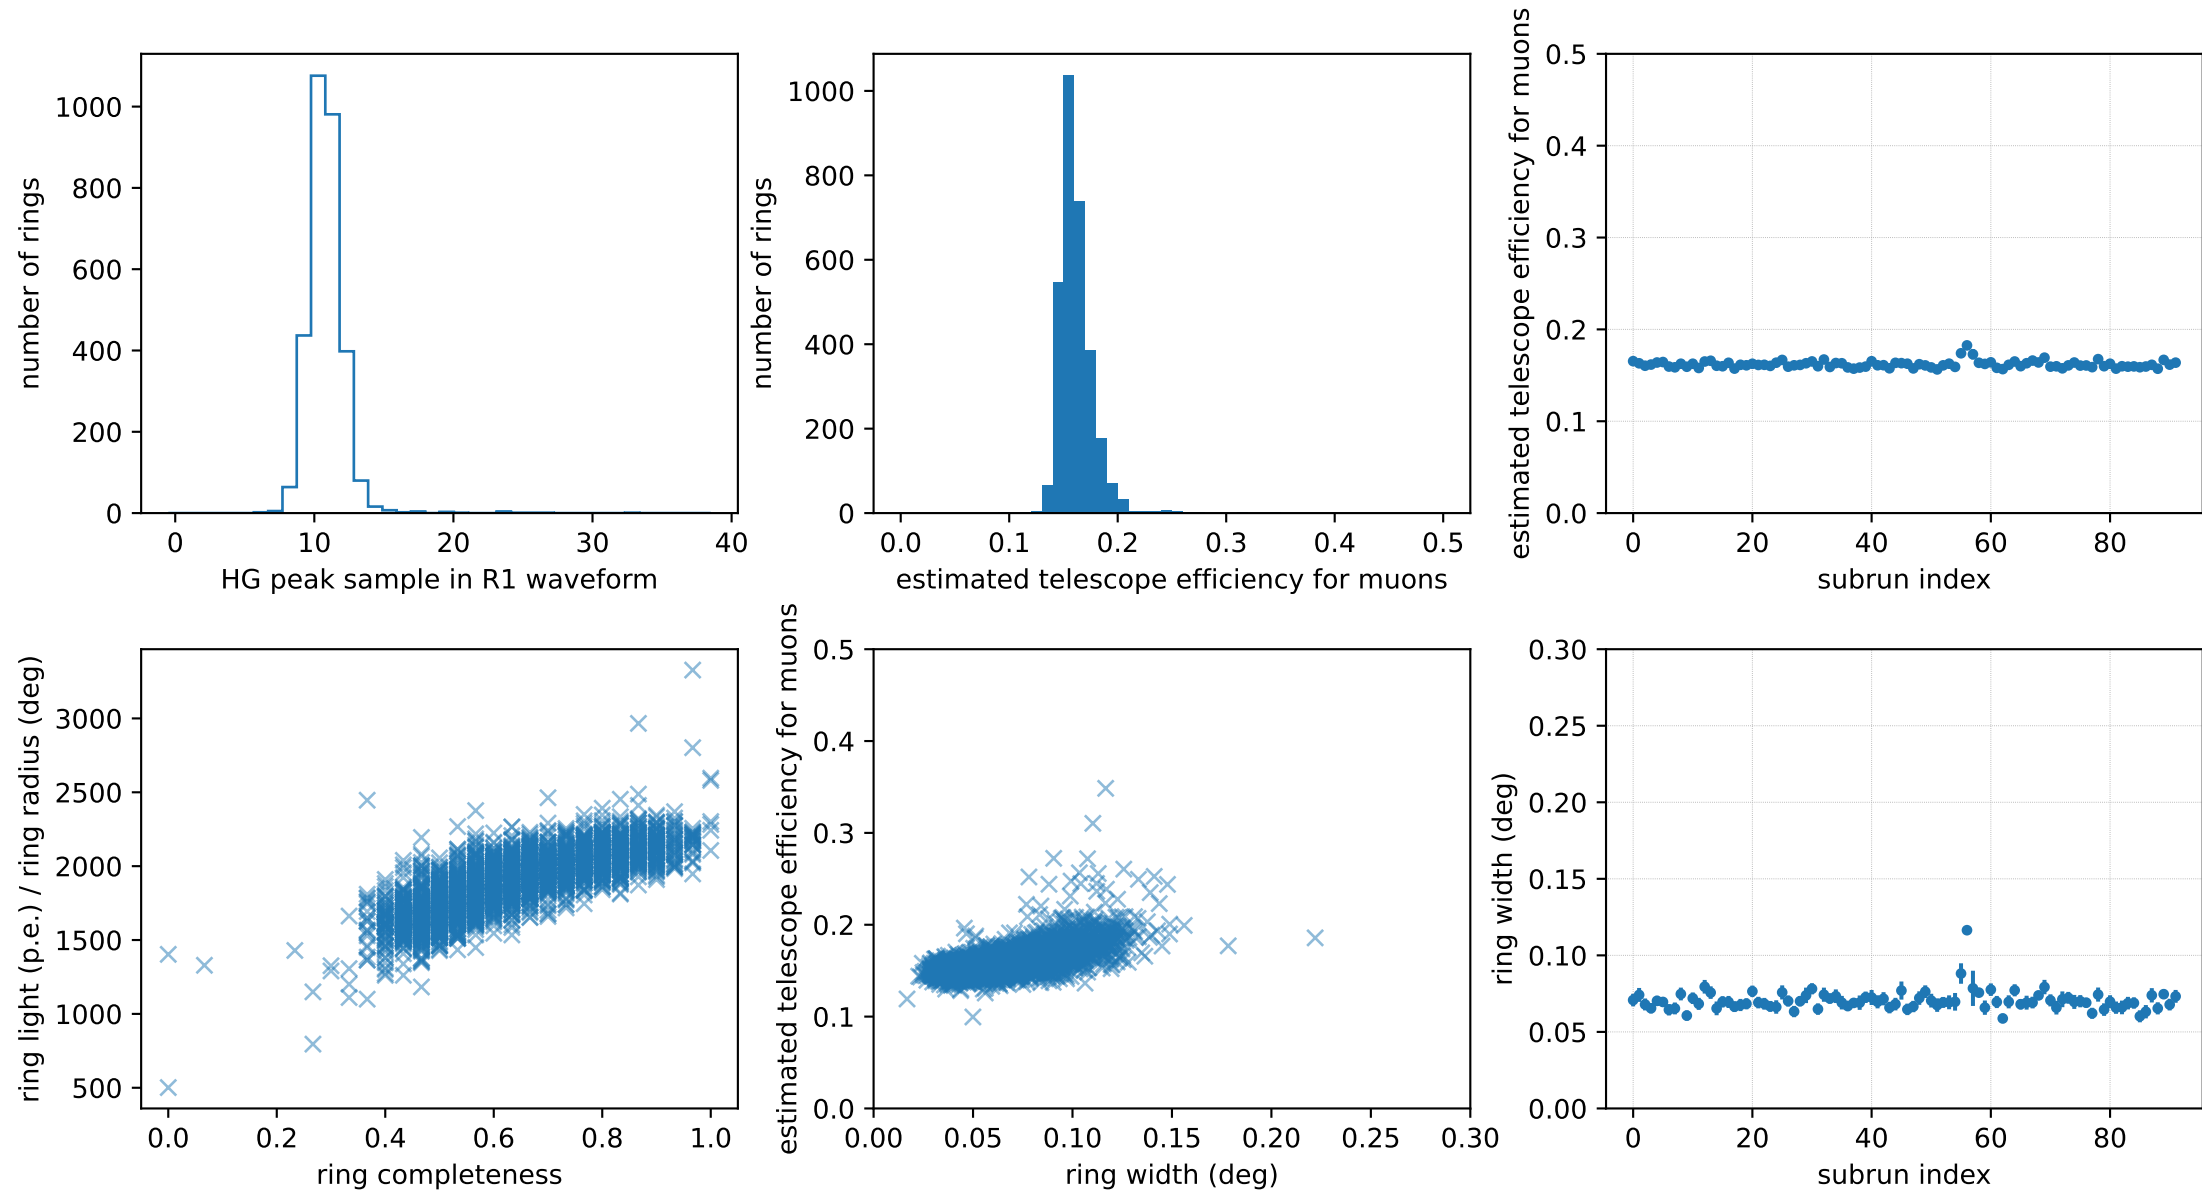 number of rings
1000
800
600
400
200
0
0 10 20 30 40
HG peak sample in R1 waveform
number of rings
1000
800
600
400
200
0
0.0 0.1 0.2 0.3 0.4 0.5
estimated telescope efficiency for muons
estimated telescope efficiency for muons
0.5
0.4
0.3
0.2
0.1
0.0
0 20 40 60 80
subrun index
ring light (p.e.) / ring radius (deg)
3000
2500
2000
1500
1000
500
0.0 0.2 0.4 0.6 0.8 1.0
ring completeness
estimated telescope efficiency for muons
0.5
0.4
0.3
0.2
0.1
0.0
0.00 0.05 0.10 0.15 0.20 0.25 0.30
ring width (deg)
ring width (deg)
0.30
0.25
0.20
0.15
0.10
0.05
0.00
0 20 40 60 80
subrun index